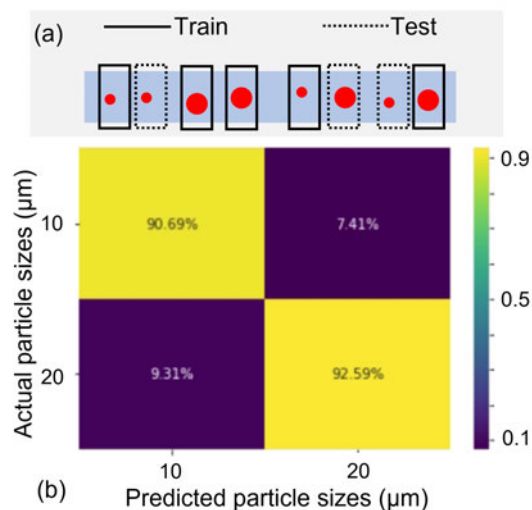 (a) Train Test
0.9
10 90.69% 7.41%
0.5
20 9.31% 92.59%
0.1
Actual particle sizes (μm)
10 20
(b) Predicted particle sizes (μm)